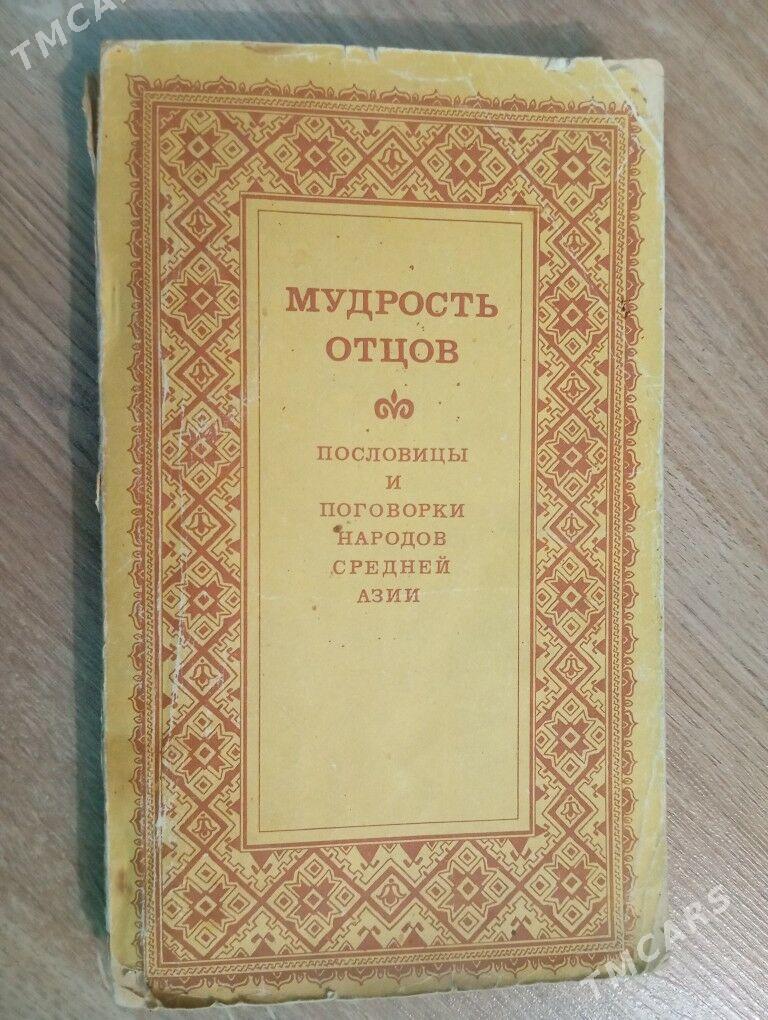 TMCARS
МУДРОСТЬ
ОТЦОВ
ПОСЛОВИЦЫ
И
ПОГОВОРКИ
НАРОДОВ
СРЕДНЕЙ
АЗИИ
TMCARS